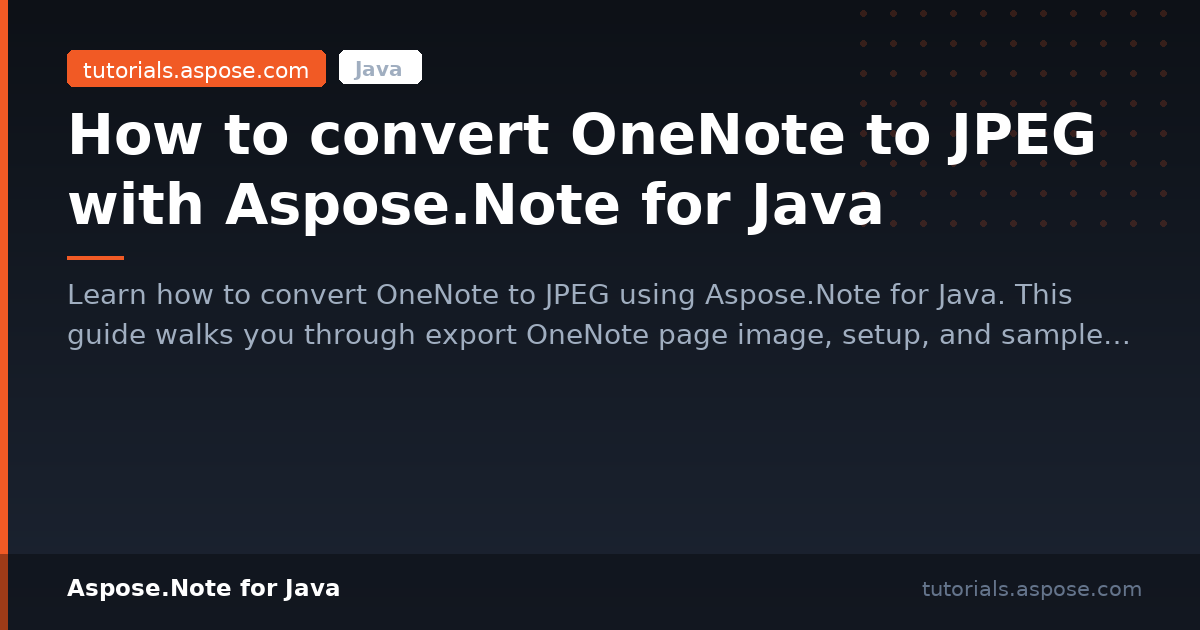 tutorials.aspose.com
Java
How to convert OneNote to JPEG
with Aspose.Note for Java
Learn how to convert OneNote to JPEG using Aspose.Note for Java. This
guide walks you through export OneNote page image, setup, and sample...
Aspose.Note for Java
tutorials.aspose.com